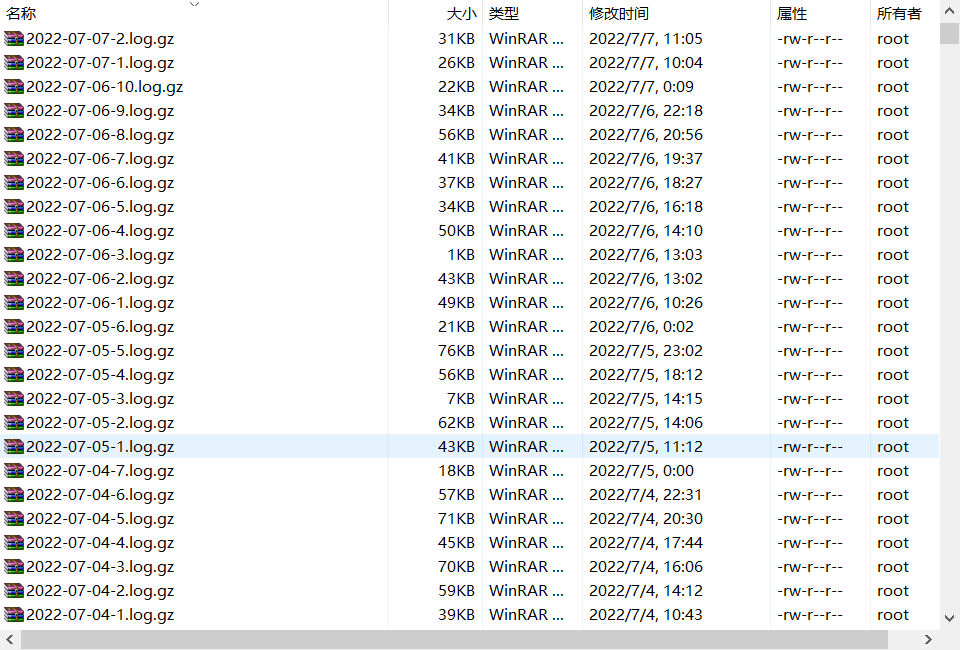 名称 大小 类型 修改时间 属性 所有者
2022-07-07-2.log.gz 31KB WinRAR ... 2022/7/7, 11:05 -rw-r--r-- root
2022-07-07-1.log.gz 26KB WinRAR ... 2022/7/7, 10:04 -rw-r--r-- root
2022-07-06-10.log.gz 22KB WinRAR ... 2022/7/7, 0:09 -rw-r--r-- root
2022-07-06-9.log.gz 34KB WinRAR ... 2022/7/6, 22:18 -rw-r--r-- root
2022-07-06-8.log.gz 56KB WinRAR ... 2022/7/6, 20:56 -rw-r--r-- root
2022-07-06-7.log.gz 41KB WinRAR ... 2022/7/6, 19:37 -rw-r--r-- root
2022-07-06-6.log.gz 37KB WinRAR ... 2022/7/6, 18:27 -rw-r--r-- root
2022-07-06-5.log.gz 34KB WinRAR ... 2022/7/6, 16:18 -rw-r--r-- root
2022-07-06-4.log.gz 50KB WinRAR ... 2022/7/6, 14:10 -rw-r--r-- root
2022-07-06-3.log.gz 1KB WinRAR ... 2022/7/6, 13:03 -rw-r--r-- root
2022-07-06-2.log.gz 43KB WinRAR ... 2022/7/6, 13:02 -rw-r--r-- root
2022-07-06-1.log.gz 49KB WinRAR ... 2022/7/6, 10:26 -rw-r--r-- root
2022-07-05-6.log.gz 21KB WinRAR ... 2022/7/6, 0:02 -rw-r--r-- root
2022-07-05-5.log.gz 76KB WinRAR ... 2022/7/5, 23:02 -rw-r--r-- root
2022-07-05-4.log.gz 56KB WinRAR ... 2022/7/5, 18:12 -rw-r--r-- root
2022-07-05-3.log.gz 7KB WinRAR ... 2022/7/5, 14:15 -rw-r--r-- root
2022-07-05-2.log.gz 62KB WinRAR ... 2022/7/5, 14:06 -rw-r--r-- root
2022-07-05-1.log.gz 43KB WinRAR ... 2022/7/5, 11:12 -rw-r--r-- root
2022-07-04-7.log.gz 18KB WinRAR ... 2022/7/5, 0:00 -rw-r--r-- root
2022-07-04-6.log.gz 57KB WinRAR ... 2022/7/4, 22:31 -rw-r--r-- root
2022-07-04-5.log.gz 71KB WinRAR ... 2022/7/4, 20:30 -rw-r--r-- root
2022-07-04-4.log.gz 45KB WinRAR ... 2022/7/4, 17:44 -rw-r--r-- root
2022-07-04-3.log.gz 70KB WinRAR ... 2022/7/4, 16:06 -rw-r--r-- root
2022-07-04-2.log.gz 59KB WinRAR ... 2022/7/4, 14:12 -rw-r--r-- root
2022-07-04-1.log.gz 39KB WinRAR ... 2022/7/4, 10:43 -rw-r--r-- root